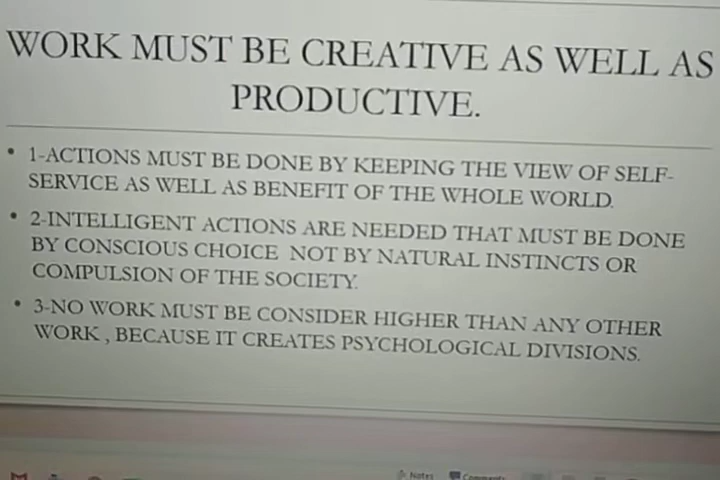 WORK MUST BE CREATIVE AS WELL AS
PRODUCTIVE.
• 1-ACTIONS MUST BE DONE BY KEEPING THE VIEW OF SELF-
SERVICE AS WELL AS BENEFIT OF THE WHOLE WORLD.
• 2-INTELLIGENT ACTIONS ARE NEEDED THAT MUST BE DONE
BY CONSCIOUS CHOICE NOT BY NATURAL INSTINCTS OR
COMPULSION OF THE SOCIETY.
• 3-NO WORK MUST BE CONSIDER HIGHER THAN ANY OTHER
WORK , BECAUSE IT CREATES PSYCHOLOGICAL DIVISIONS.
Notes Comments